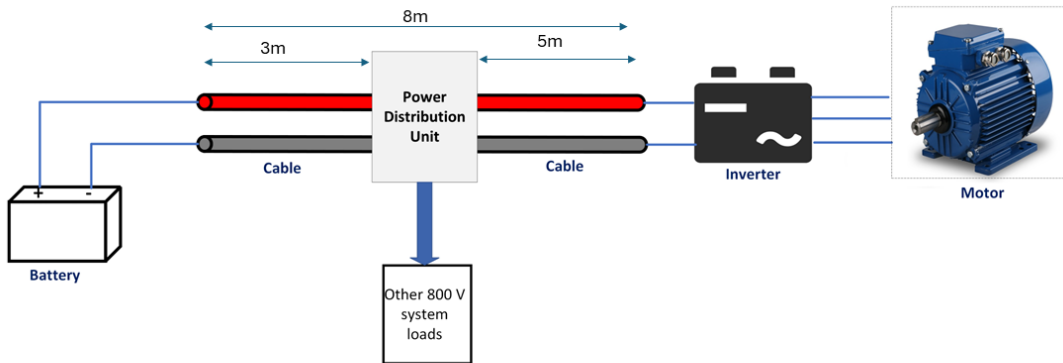 8m
3m
5m
Power
Distribution
Unit
Cable
Cable
+
-
Battery
Inverter
Motor
Other 800 V
system
loads